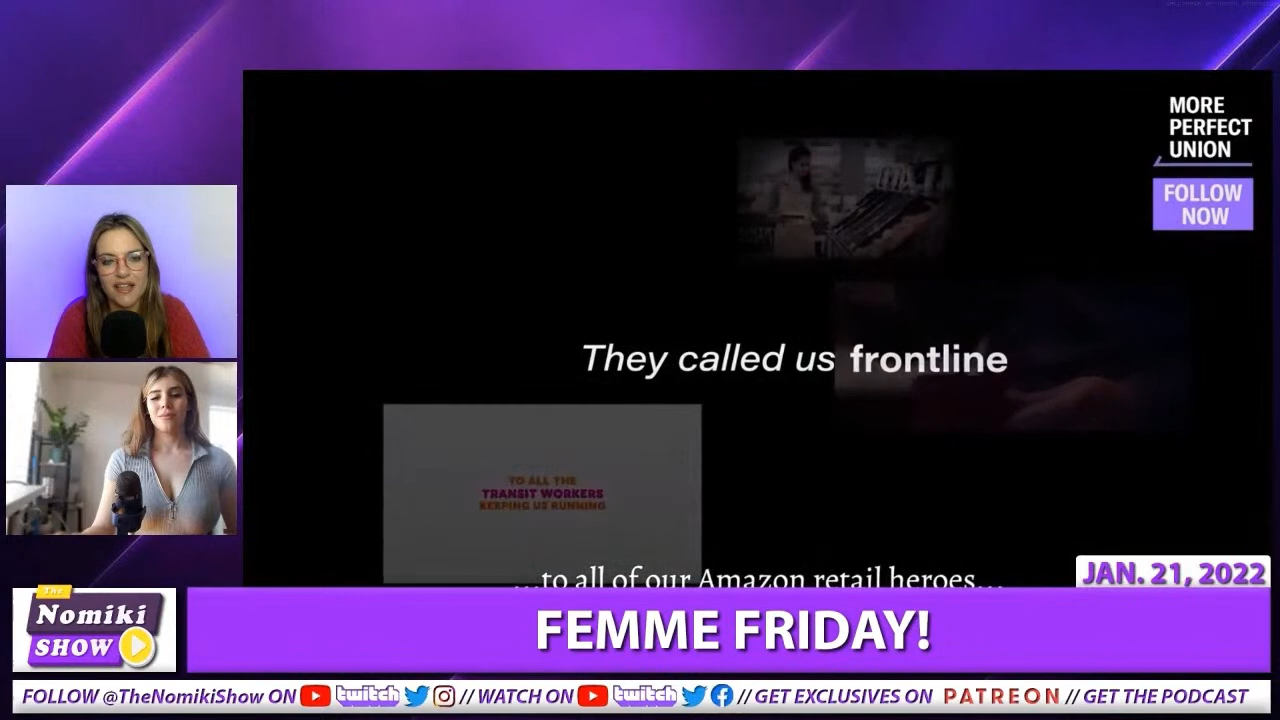 MORE
PERFECT
UNION
FOLLOW
NOW
They called us frontline
TO ALL THE
TRANSIT WORKERS
KEEPING US RUNNING
...to all of our Amazon retail heroes...
JAN. 21, 2022
The
Nomiki
SHOW
FEMME FRIDAY!
FOLLOW @TheNomikiShow ON twitch // WATCH ON twitch // GET EXCLUSIVES ON PATREON // GET THE PODCAST